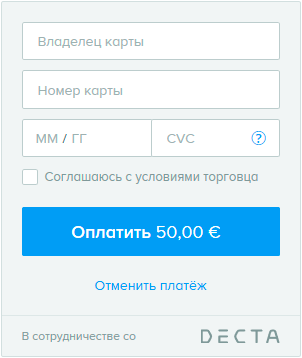 Владелец карты
Номер карты
ММ / ГГ
CVC
?
Соглашаюсь с условиями торговца
Оплатить 50,00 €
Отменить платёж
В сотрудничестве со DECTA